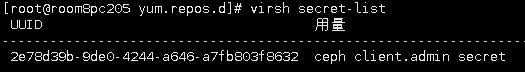 [root@room8pc205 yum.repos.d]# virsh secret-list
UUID 用量
--------------------------------------------------------------------------------
2e78d39b-9de0-4244-a646-a7fb803f8632 ceph client.admin secret